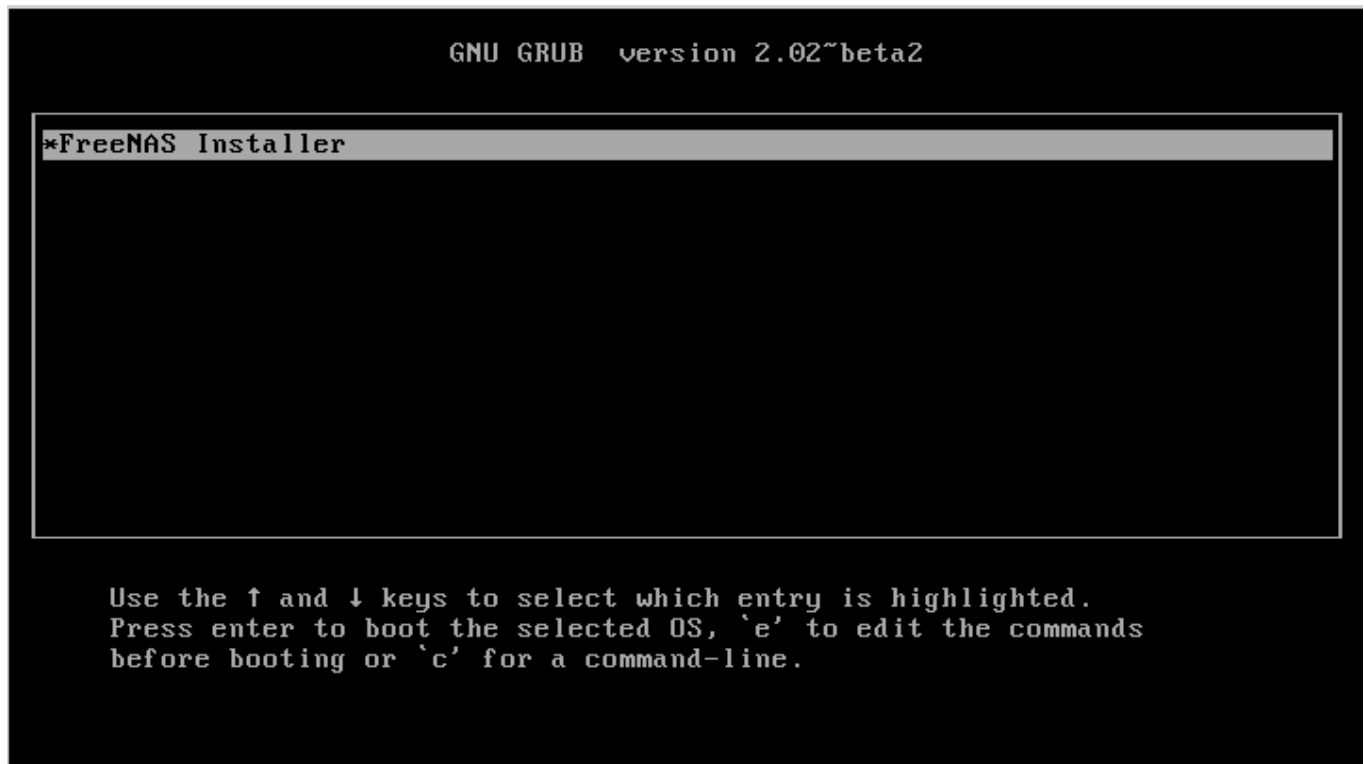 GNU GRUB  version 2.02~beta2
*FreeNAS Installer
Use the ↑ and ↓ keys to select which entry is highlighted.
Press enter to boot the selected OS, `e' to edit the commands
before booting or `c' for a command-line.